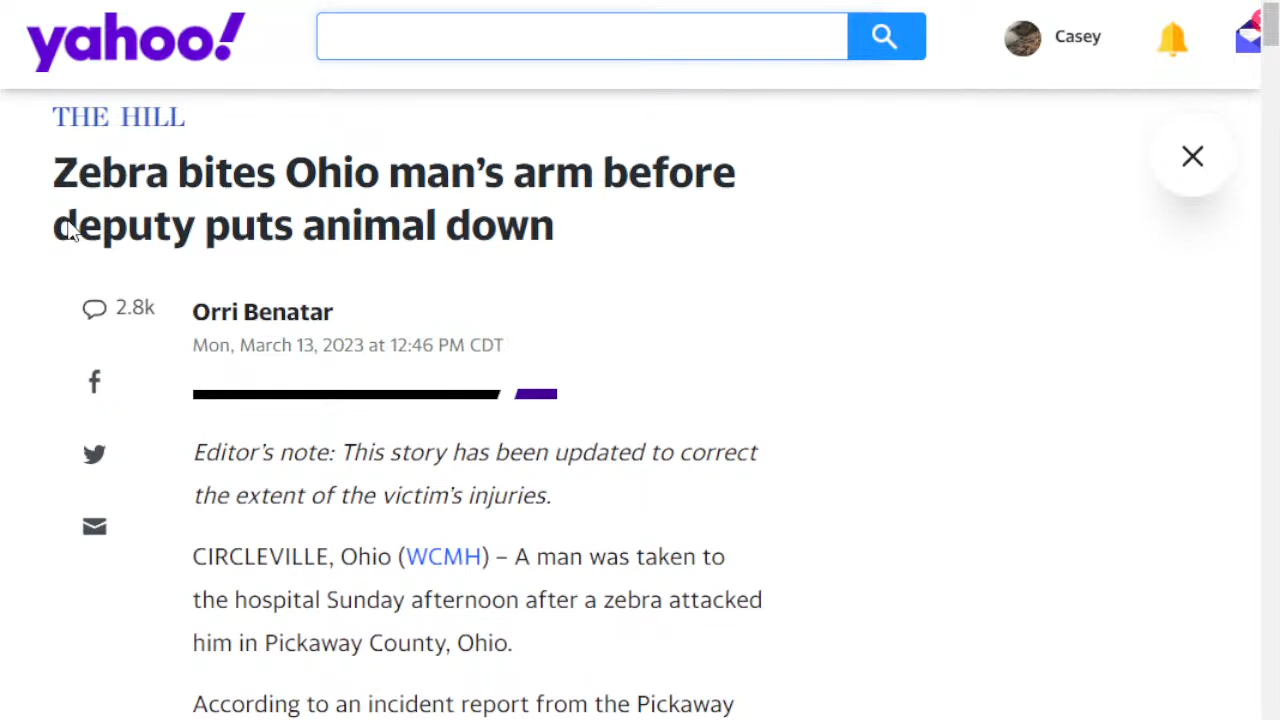 yahoo!
Casey
THE HILL
Zebra bites Ohio man's arm before
deputy puts animal down
2.8k
Orri Benatar
Mon, March 13, 2023 at 12:46 PM CDT
Editor's note: This story has been updated to correct
the extent of the victim's injuries.
CIRCLEVILLE, Ohio (WCMH) – A man was taken to
the hospital Sunday afternoon after a zebra attacked
him in Pickaway County, Ohio.
According to an incident report from the Pickaway